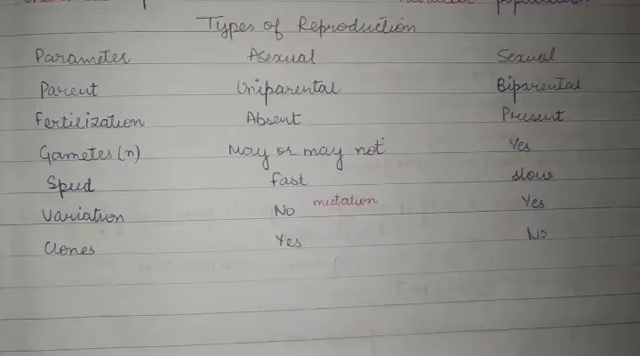 Types of Reproduction
Parameter Asexual Sexual
Parent Uniparental Biparental
Fertilization Absent Present
Gametes (n) May or may not Yes
Speed Fast slow
Variation No mutation Yes
Clones Yes No